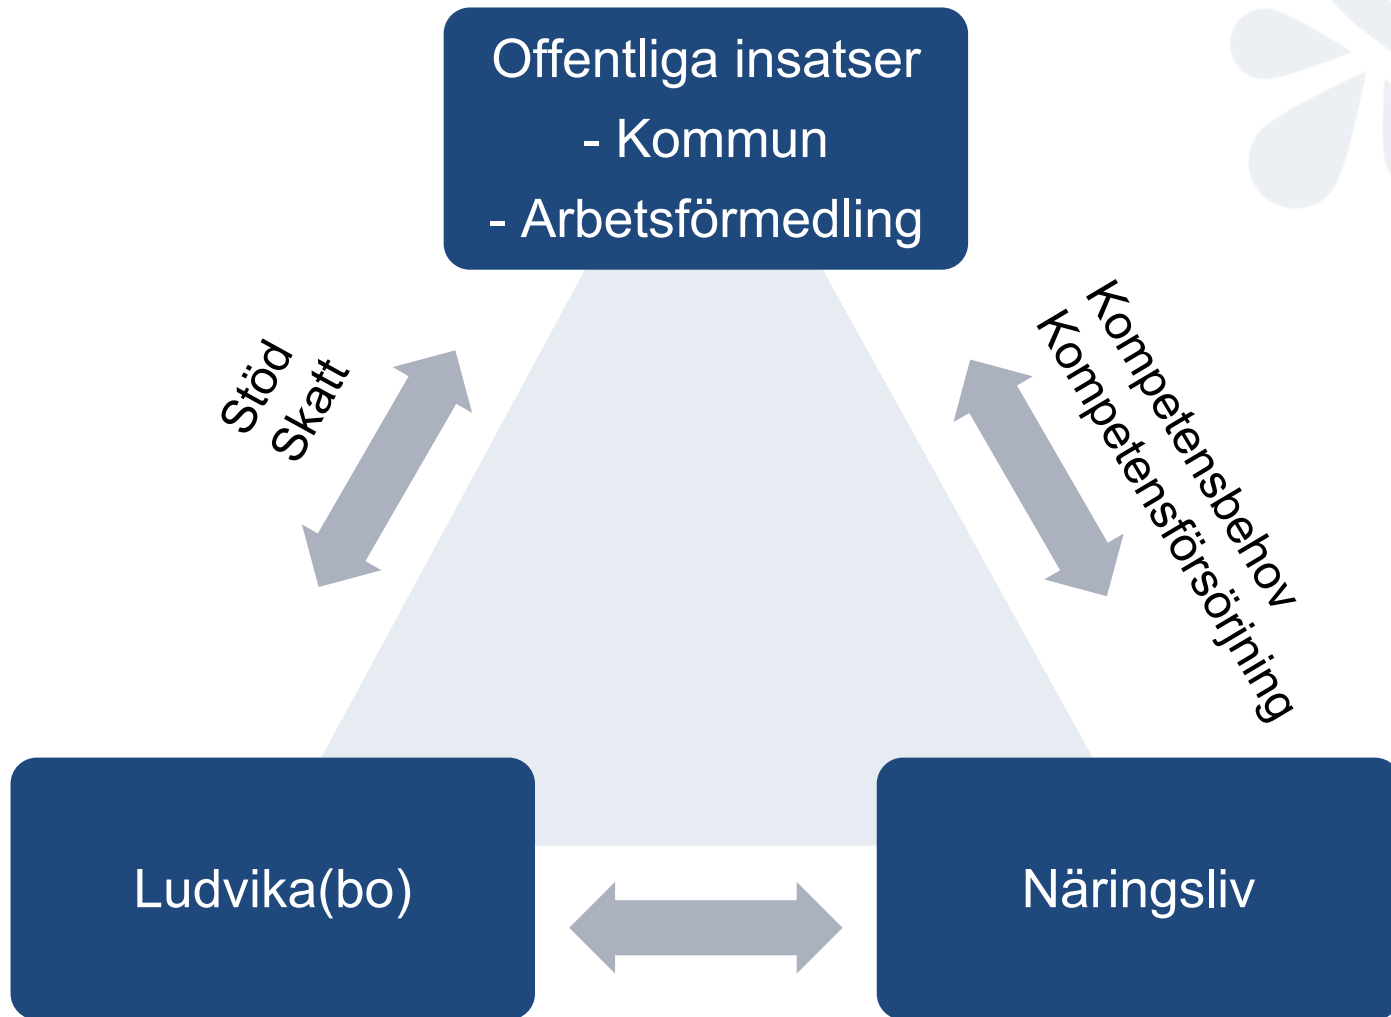 Offentliga insatser
- Kommun
- Arbetsförmedling
Stöd
Skatt
Kompetensbehov
Kompetensförsörjning
Ludvika(bo)
Näringsliv